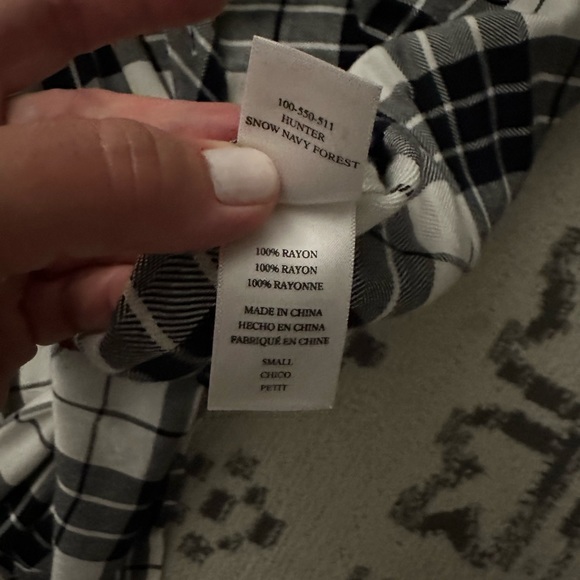 100-550-511
HUNTER
SNOW NAVY FOREST
100% RAYON
100% RAYON
100% RAYONNE
MADE IN CHINA
HECHO EN CHINA
FABRIQUÉ EN CHINE
SMALL
CHICO
PETIT